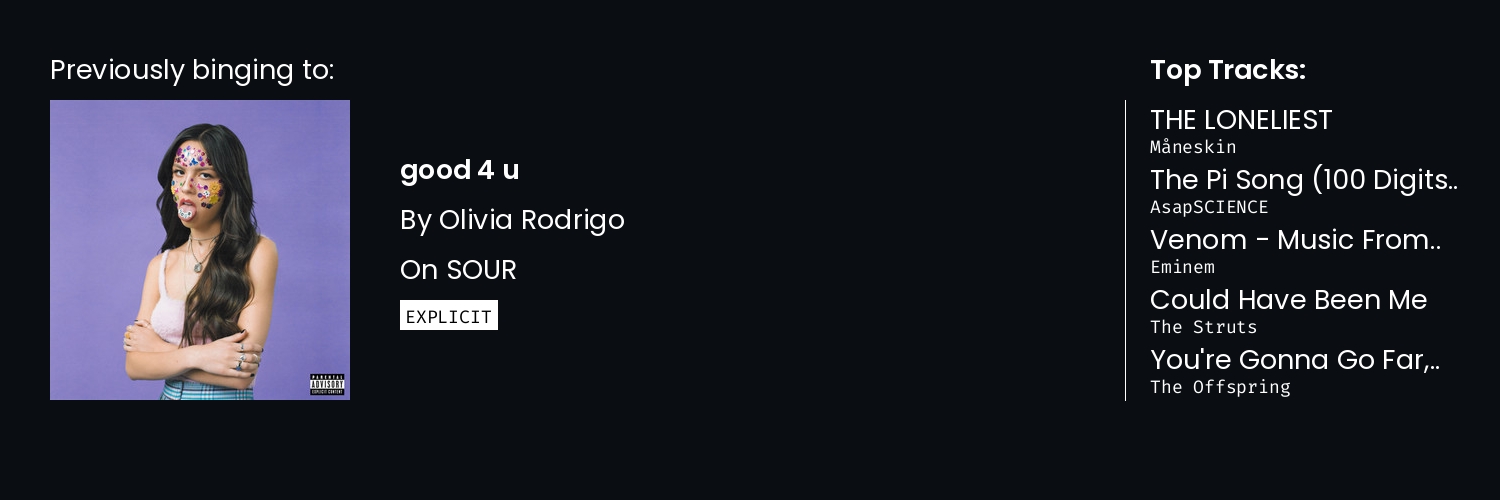 Previously binging to:
good 4 u
By Olivia Rodrigo
On SOUR
EXPLICIT
PARENTAL
ADVISORY
EXPLICIT CONTENT
Top Tracks:
THE LONELIEST
Måneskin
The Pi Song (100 Digits..
AsapSCIENCE
Venom - Music From..
Eminem
Could Have Been Me
The Struts
You're Gonna Go Far,..
The Offspring